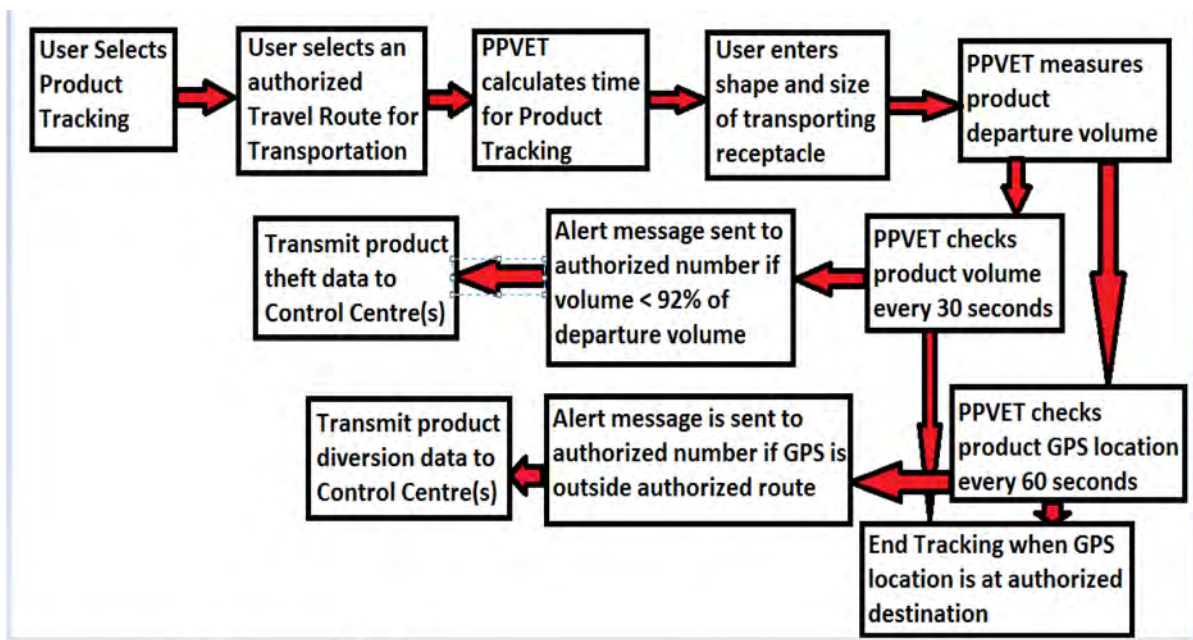 User Selects
Product
Tracking
User selects an
authorized
Travel Route for
Transportation
PPVET
calculates time
for Product
Tracking
User enters
shape and size
of transporting
receptacle
PPVET measures
product
departure volume
Transmit product
theft data to
Control Centre(s)
Alert message sent to
authorized number if
volume < 92% of
departure volume
PPVET checks
product volume
every 30 seconds
Transmit product
diversion data to
Control Centre(s)
Alert message is sent to
authorized number if GPS is
outside authorized route
PPVET checks
product GPS location
every 60 seconds
End Tracking when GPS
location is at authorized
destination